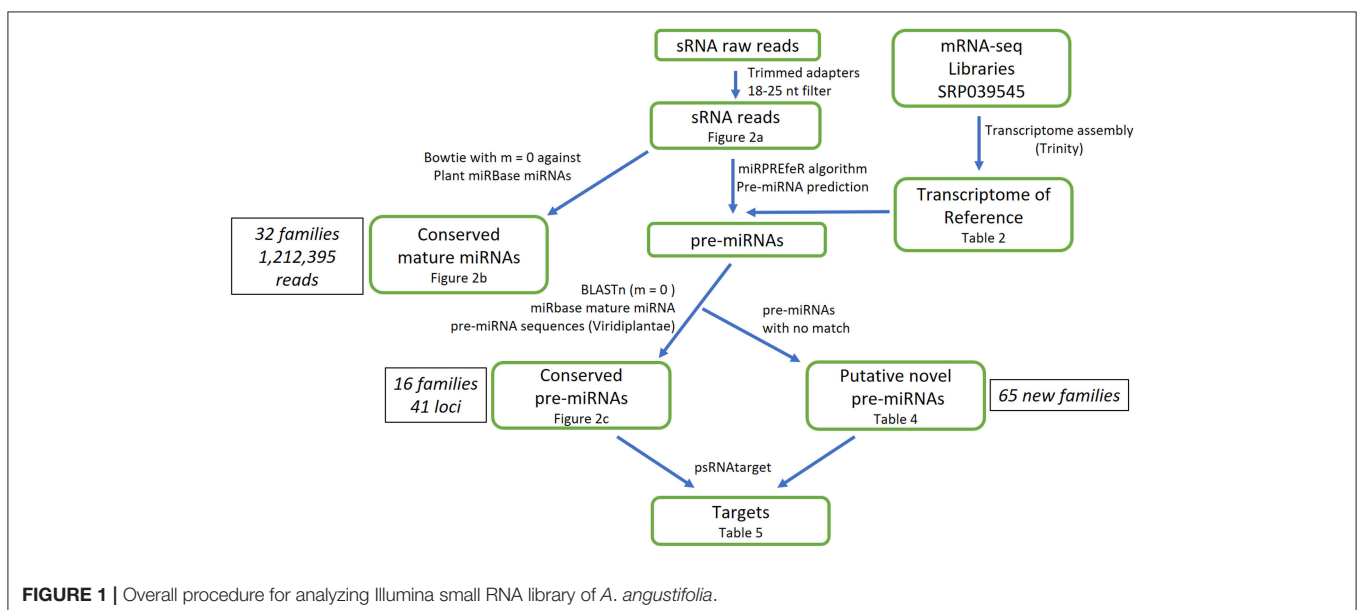 sRNA raw reads
Trimmed adapters
18-25 nt filter
mRNA-seq
Libraries
SRP039545
sRNA reads
Figure 2a
Transcriptome assembly
(Trinity)
Bowtie with m = 0 against
Plant miRBase miRNAs
miRPREfeR algorithm
Pre-miRNA prediction
Transcriptome of
Reference
Table 2
32 families
1,212,395
reads
Conserved
mature miRNAs
Figure 2b
pre-miRNAs
BLASTn (m = 0 )
miRbase mature miRNA
pre-miRNA sequences (Viridiplantae)
pre-miRNAs
with no match
16 families
41 loci
Conserved
pre-miRNAs
Figure 2c
Putative novel
pre-miRNAs
Table 4
65 new families
psRNAtarget
Targets
Table 5
FIGURE 1 | Overall procedure for analyzing Illumina small RNA library of A. angustifolia.